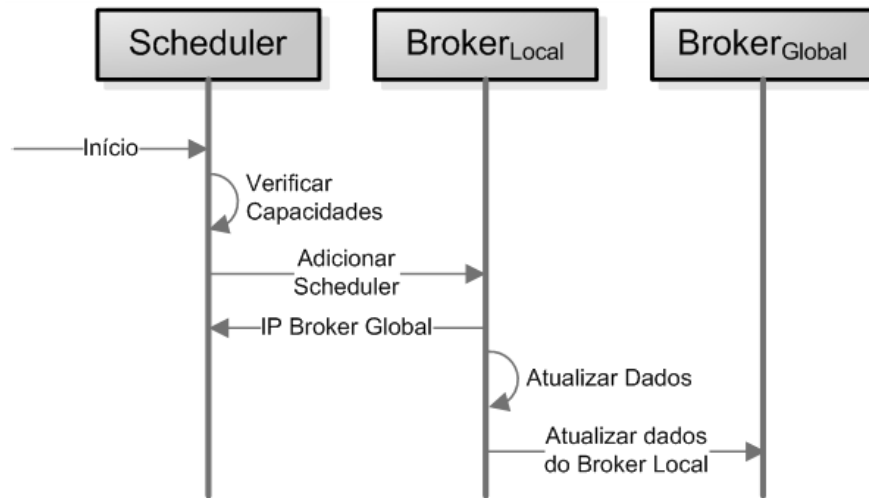 Scheduler
BrokerLocal
BrokerGlobal
Início
Verificar
Capacidades
Adicionar
Scheduler
IP Broker Global
Atualizar Dados
Atualizar dados
do Broker Local